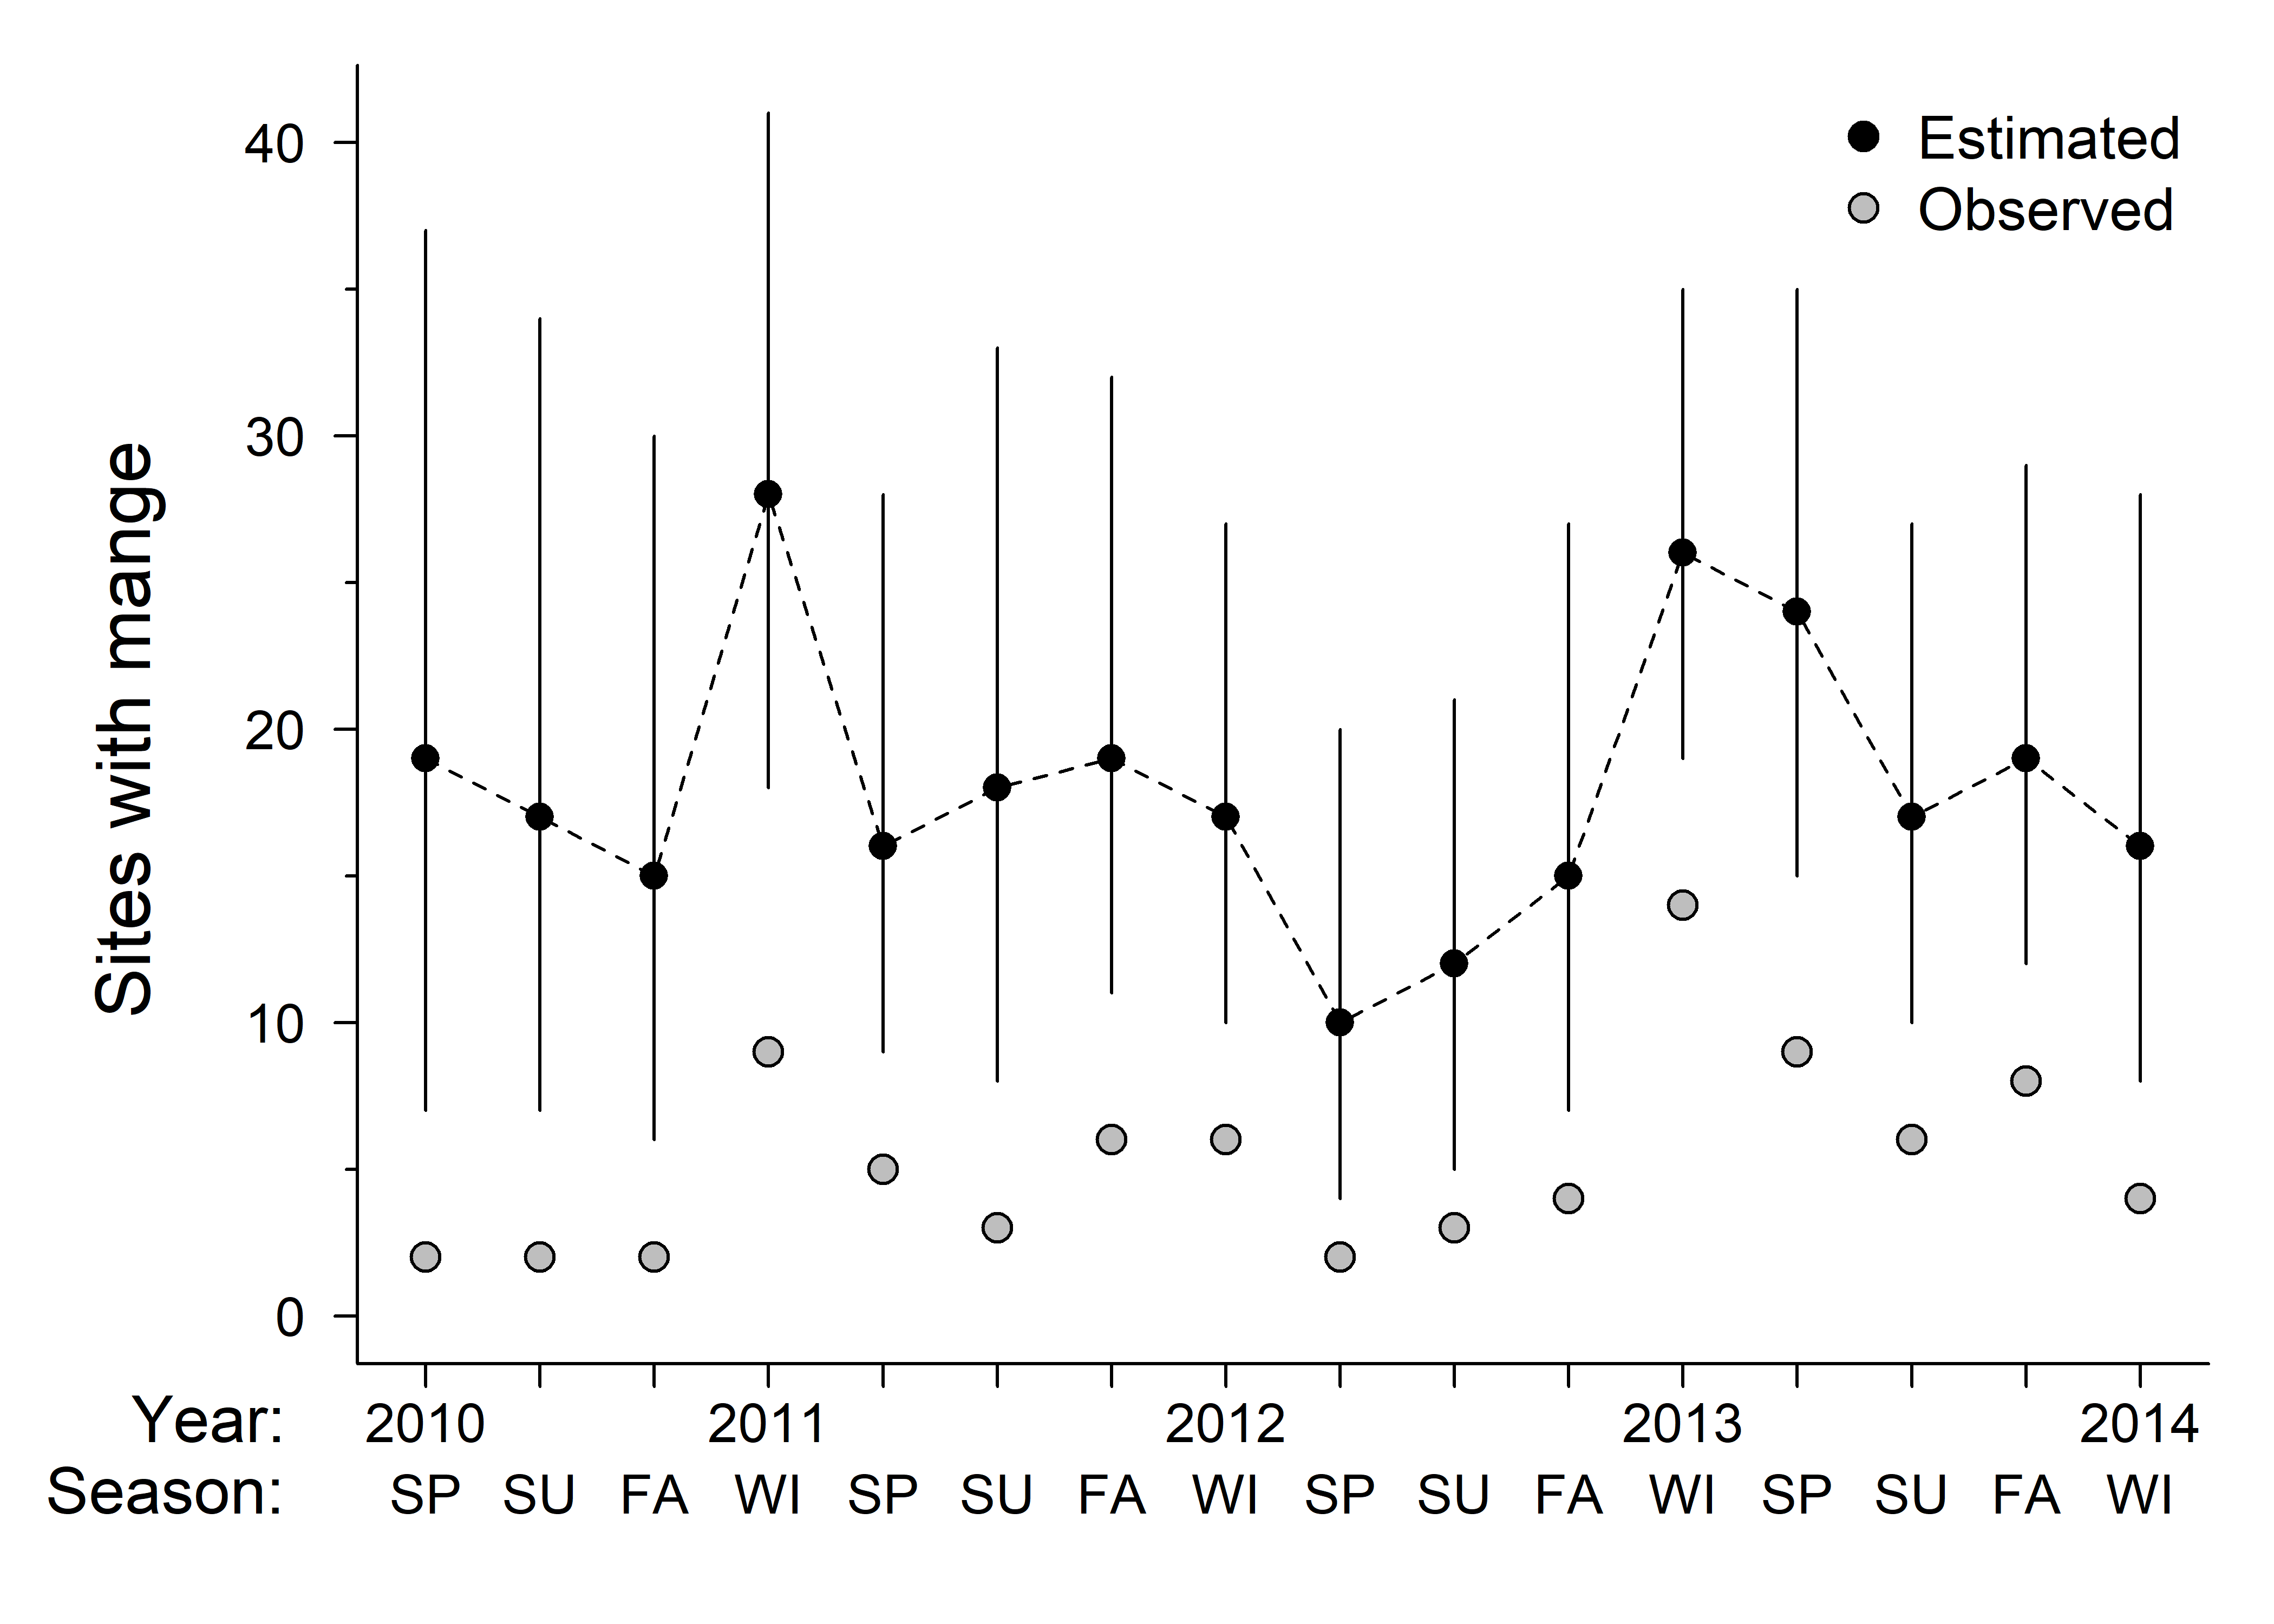 Estimated
Observed
Sites with mange
40
30
20
10
0
Year: 2010 2011 2012 2013 2014
Season: SP SU FA WI SP SU FA WI SP SU FA WI SP SU FA WI